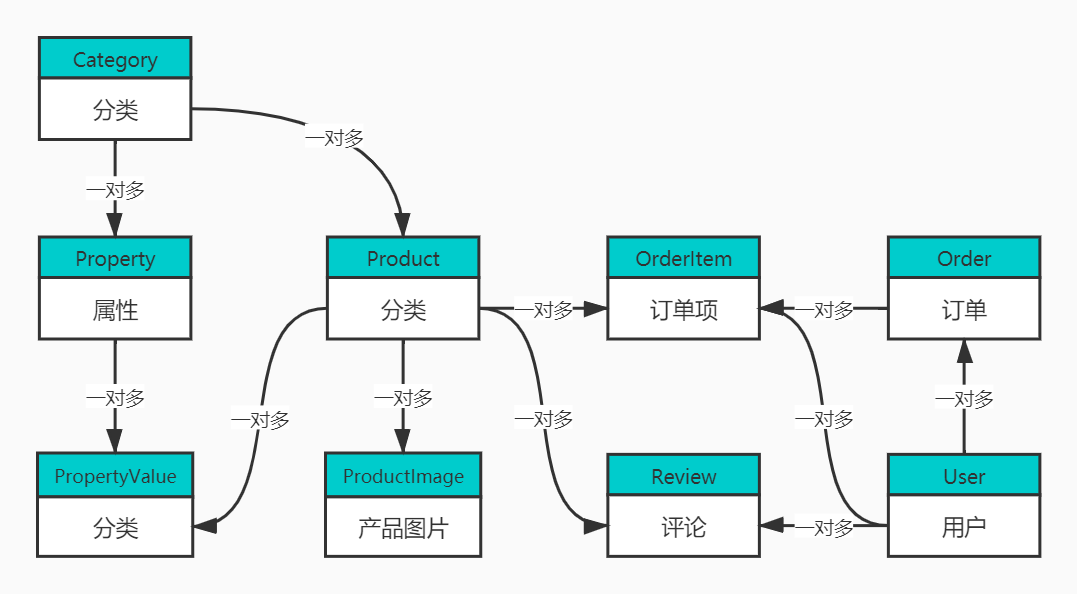 Category
分类
一对多
一对多
Property
属性
Product
分类
一对多
OrderItem
订单项
一对多
Order
订单
一对多
一对多
一对多
一对多
一对多
一对多
PropertyValue
分类
ProductImage
产品图片
Review
评论
一对多
User
用户